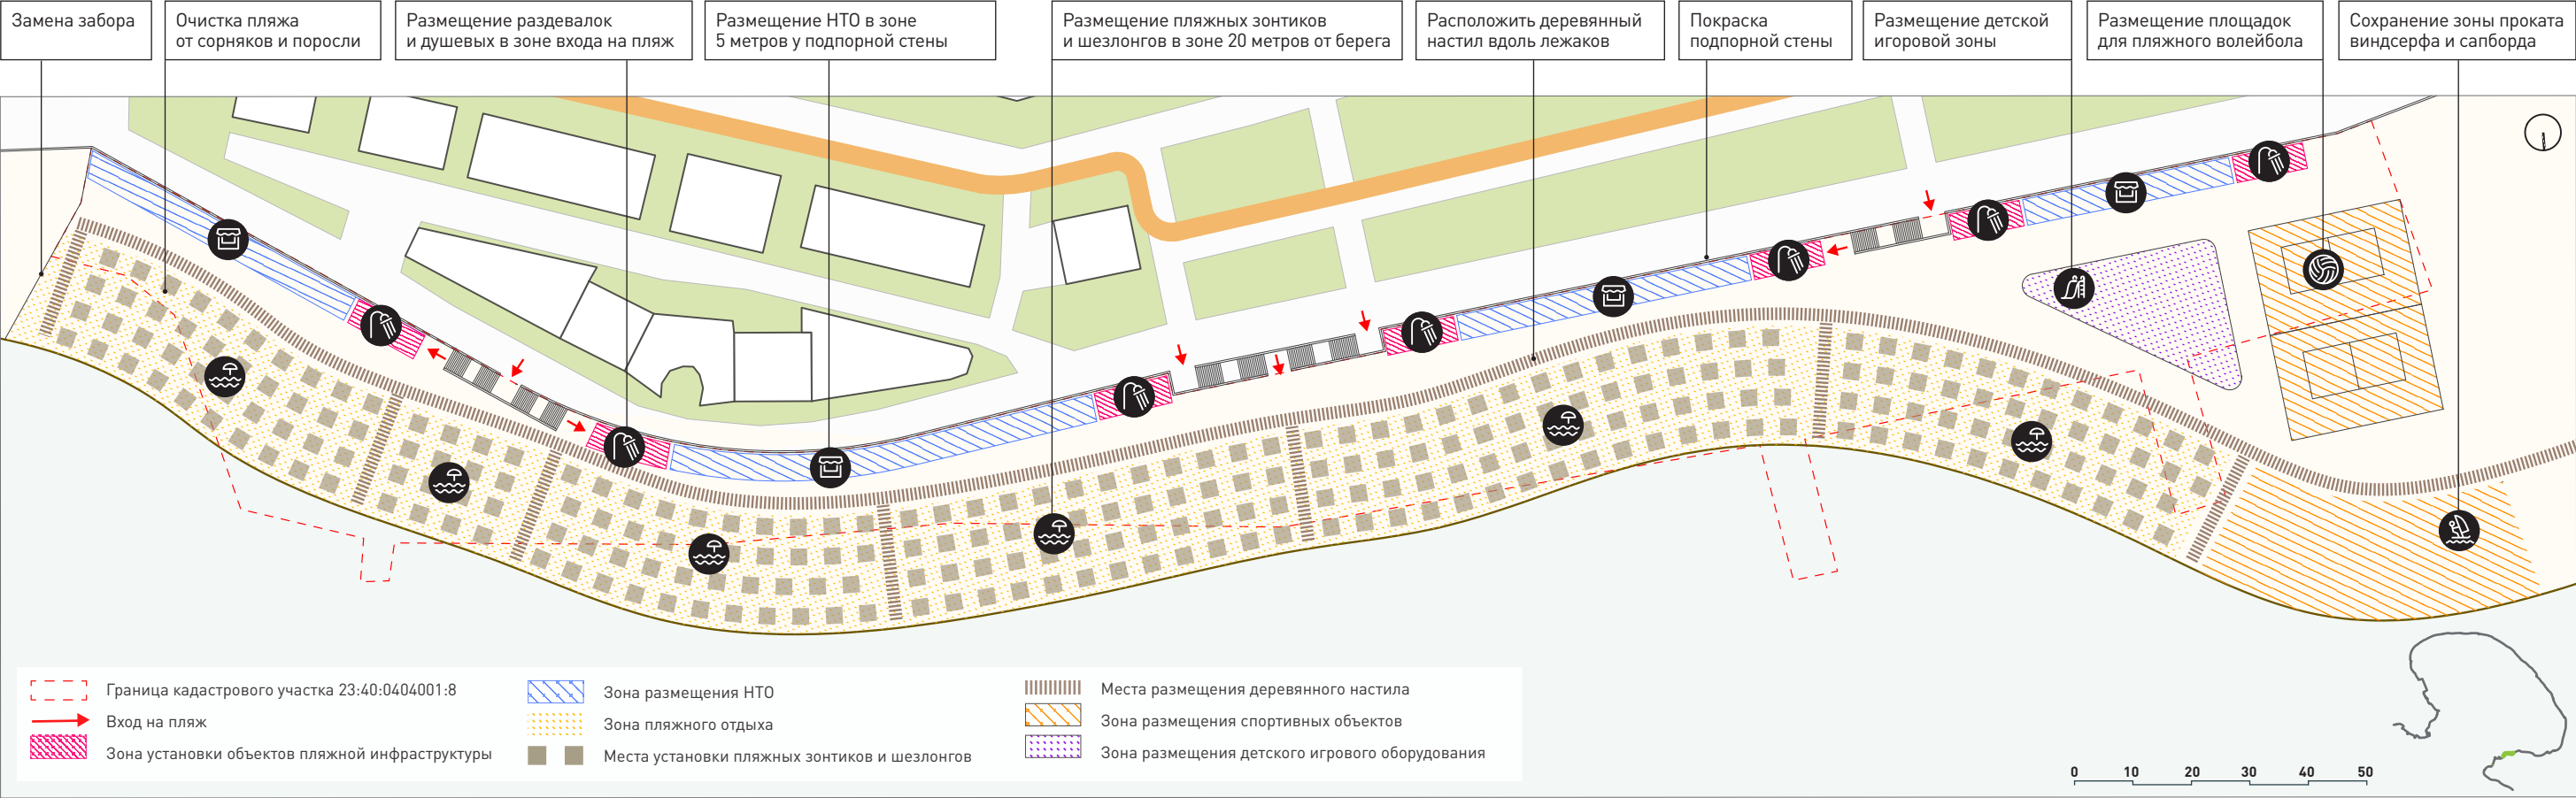 Замена забора
Очистка пляжа
от сорняков и поросли
Размещение раздевалок
и душевых в зоне входа на пляж
Размещение НТО в зоне
5 метров у подпорной стены
Размещение пляжных зонтиков
и шезлонгов в зоне 20 метров от берега
Расположить деревянный
настил вдоль лежаков
Покраска
подпорной стены
Размещение детской
игоровой зоны
Размещение площадок
для пляжного волейбола
Сохранение зоны проката
виндсерфа и сапборда
Граница кадастрового участка 23:40:0404001:8
Вход на пляж
Зона установки объектов пляжной инфраструктуры
Зона размещения НТО
Зона пляжного отдыха
Места установки пляжных зонтиков и шезлонгов
Места размещения деревянного настила
Зона размещения спортивных объектов
Зона размещения детского игрового оборудования
0 10 20 30 40 50